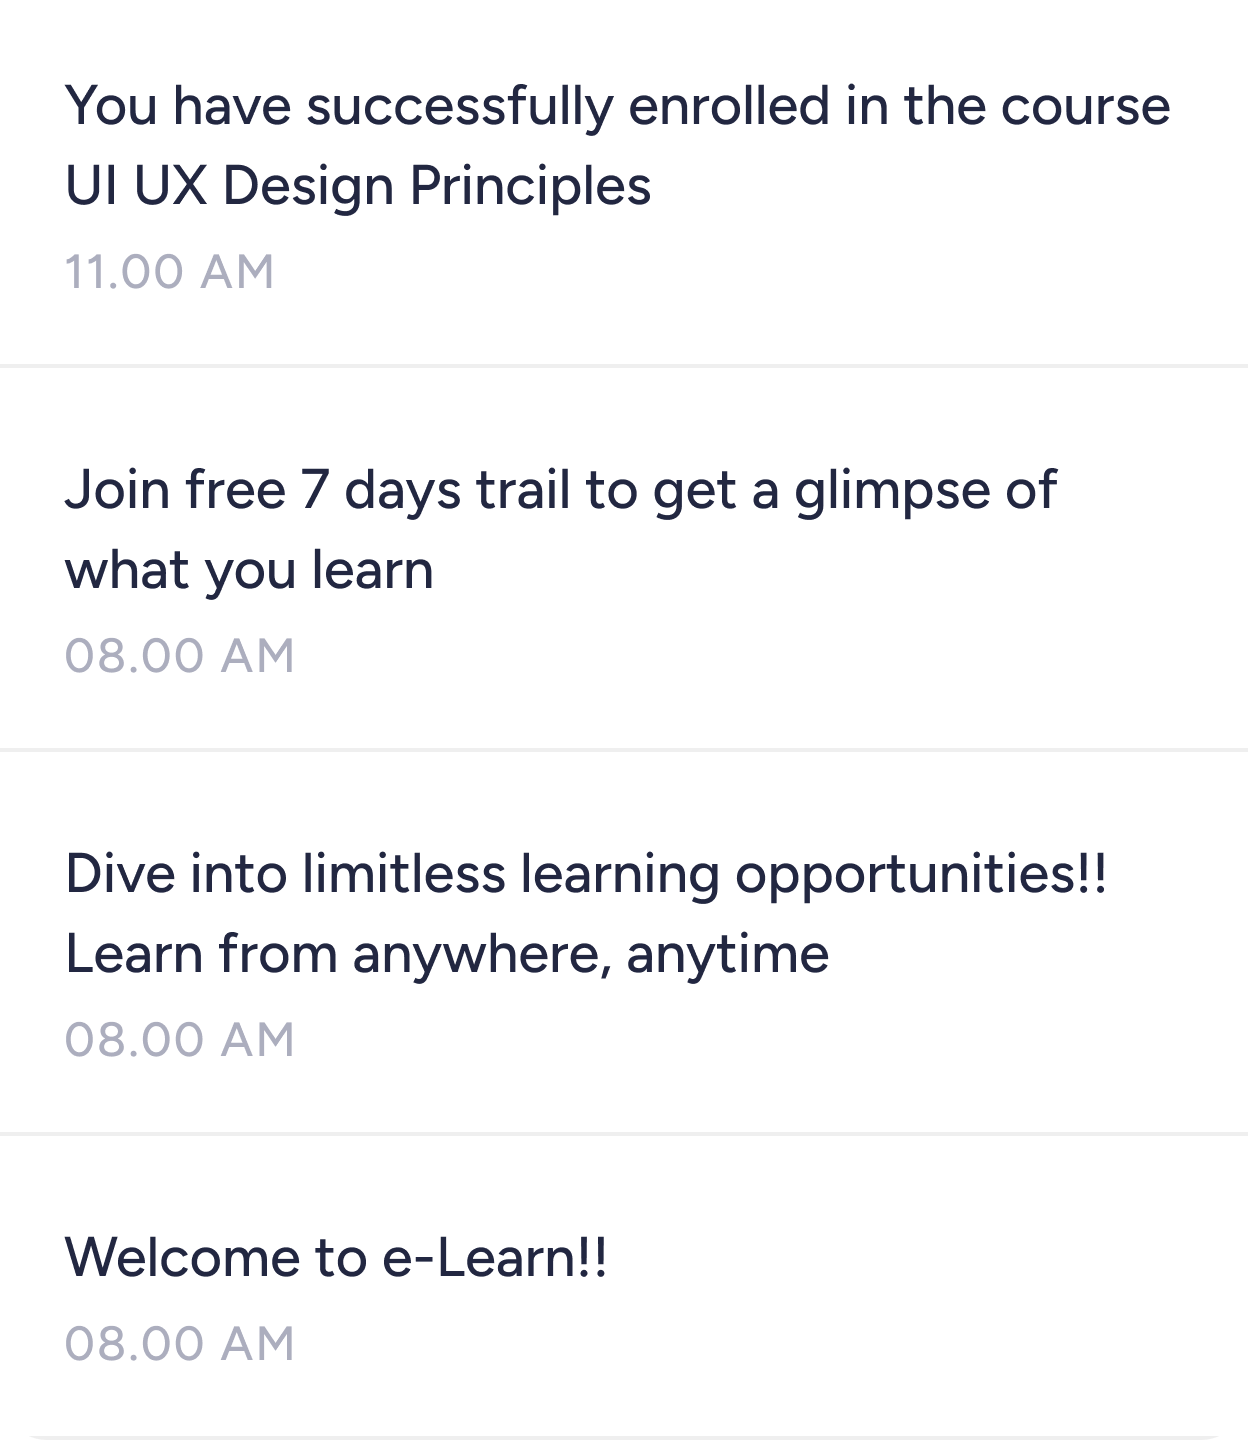 You have successfully enrolled in the course
UI UX Design Principles
11.00 AM
Join free 7 days trail to get a glimpse of
what you learn
08.00 AM
Dive into limitless learning opportunities!!
Learn from anywhere, anytime
08.00 AM
Welcome to e-Learn!!
08.00 AM